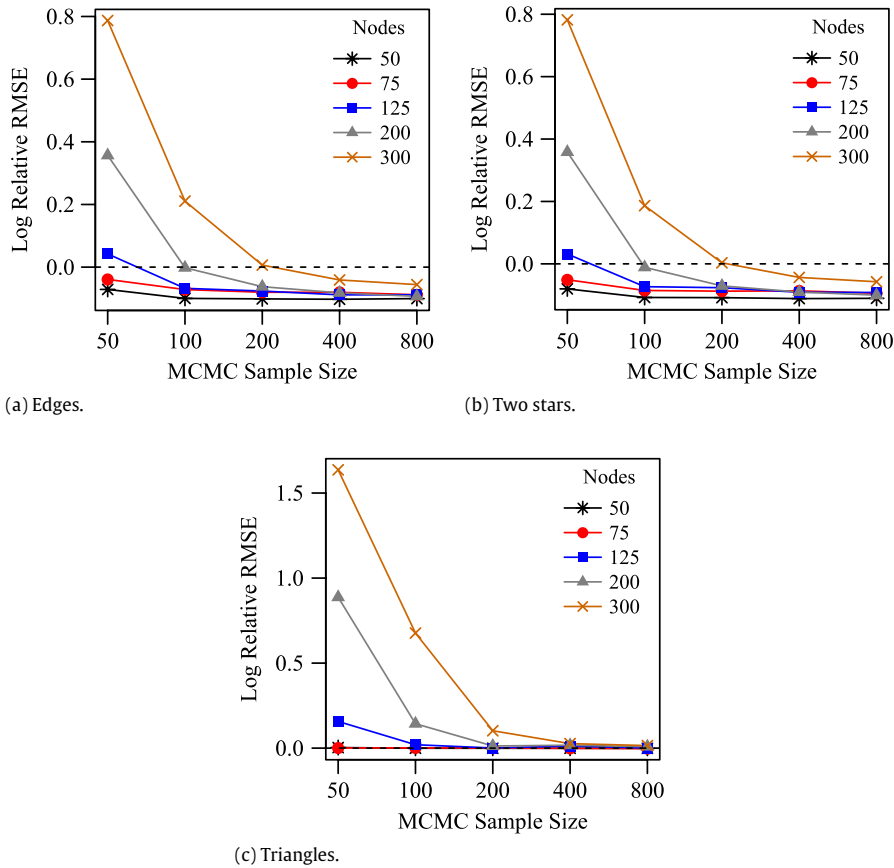 Log Relative RMSE
0.8
0.6
0.4
0.2
0.0
Nodes
50
75
125
200
300
50 100 200 400 800
MCMC Sample Size
(a) Edges.
Log Relative RMSE
0.8
0.6
0.4
0.2
0.0
Nodes
50
75
125
200
300
50 100 200 400 800
MCMC Sample Size
(b) Two stars.
Log Relative RMSE
1.5
1.0
0.5
0.0
Nodes
50
75
125
200
300
50 100 200 400 800
MCMC Sample Size
(c) Triangles.